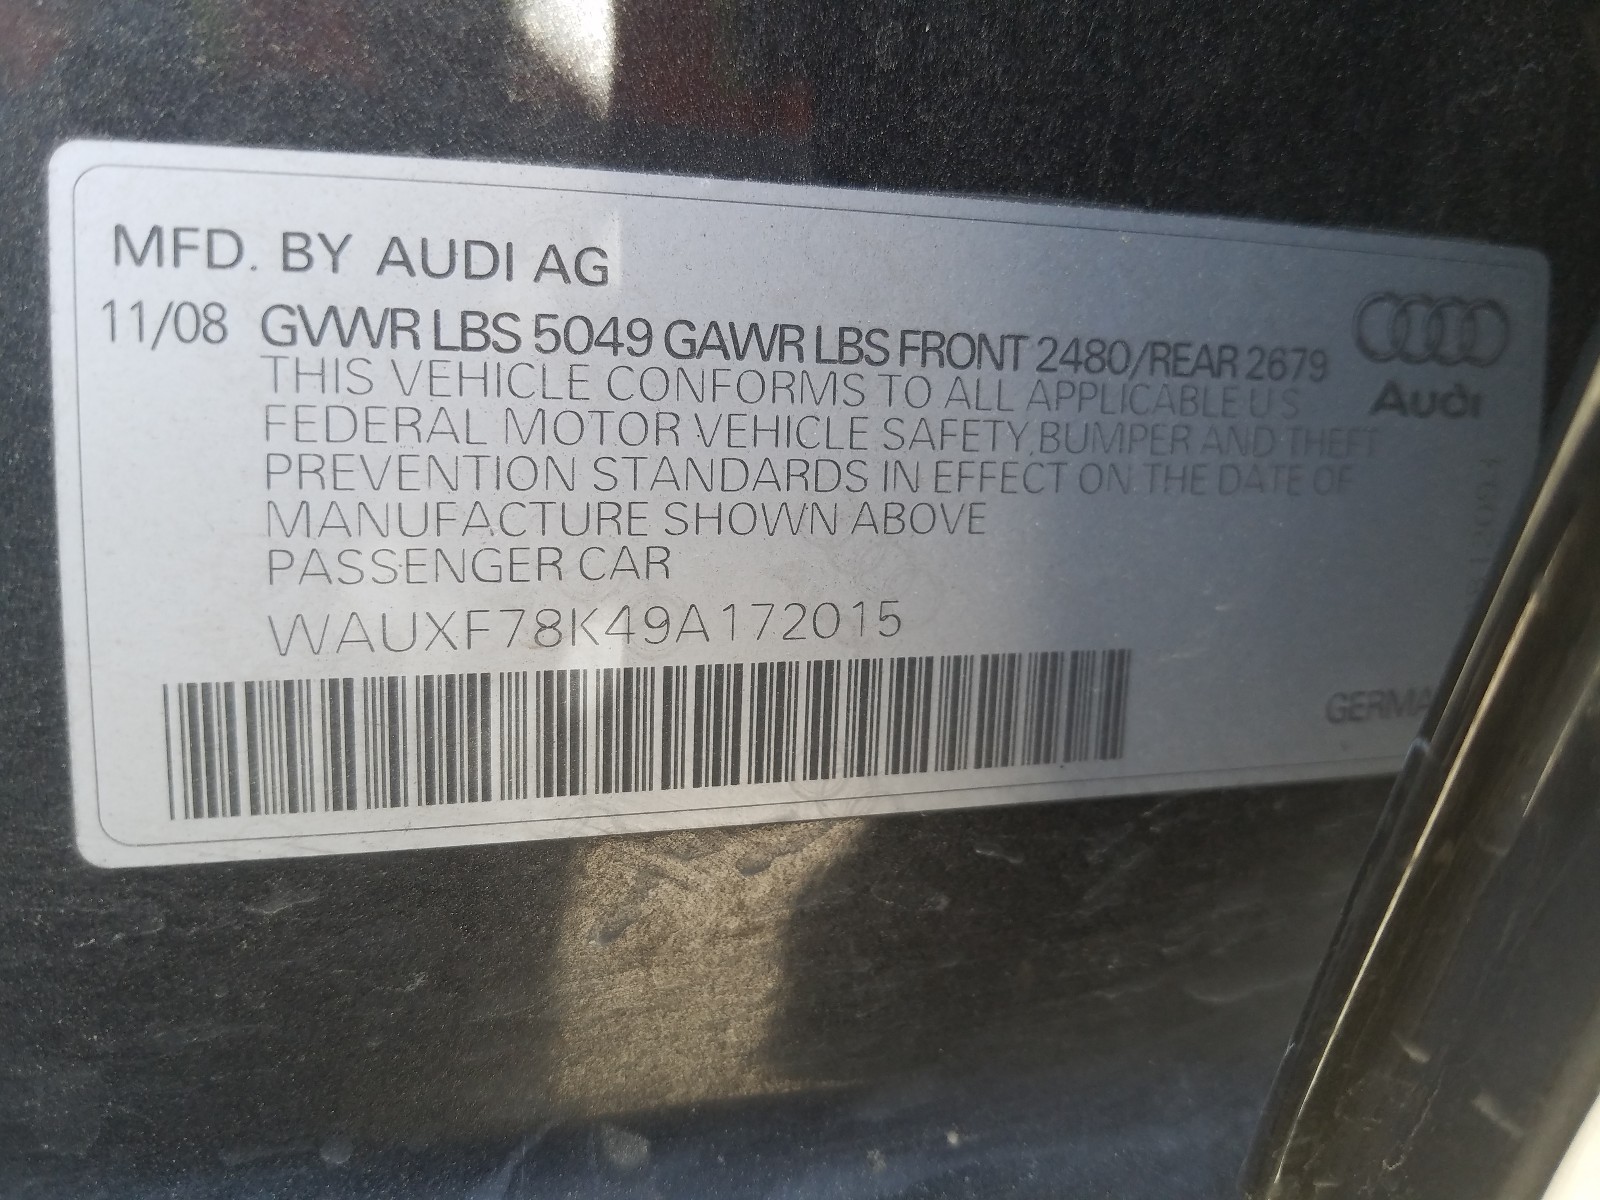 MFD. BY AUDI AG
11/08 GVWR LBS 5049 GAWR LBS FRONT 2480/REAR 2679
THIS VEHICLE CONFORMS TO ALL APPLICABLE U S
FEDERAL MOTOR VEHICLE SAFETY, BUMPER AND THEFT
PREVENTION STANDARDS IN EFFECT ON THE DATE OF
MANUFACTURE SHOWN ABOVE
PASSENGER CAR
WAUXF78K49A172015
Audi
GERMA